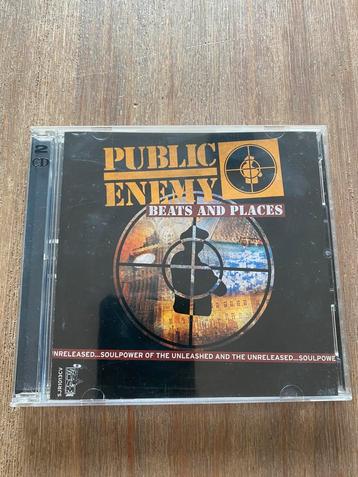 2
CD
PUBLIC
ENEMY
BEATS AND PLACES
UNRELEASED...SOULPOWER OF THE UNLEASHED AND THE UNRELEASED...SOULPOWE